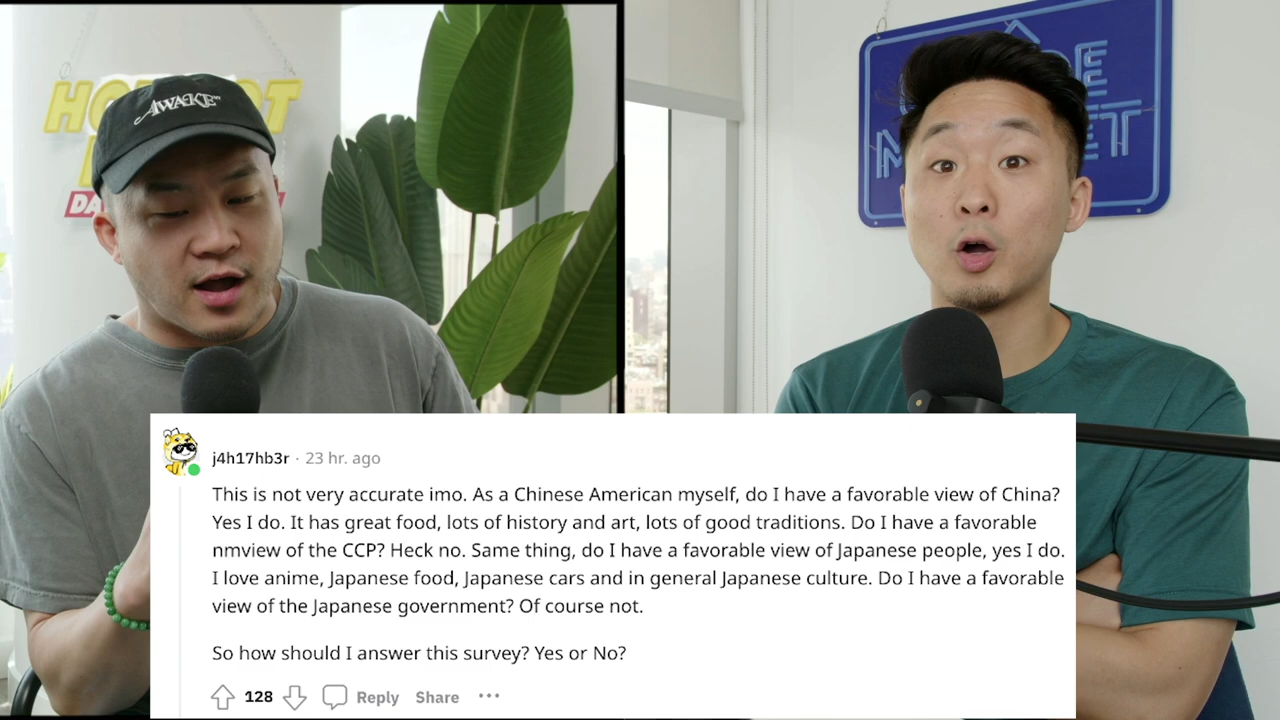 AWAKE
DA
j4h17hb3r · 23 hr. ago
This is not very accurate imo. As a Chinese American myself, do I have a favorable view of China?
Yes I do. It has great food, lots of history and art, lots of good traditions. Do I have a favorable
nmview of the CCP? Heck no. Same thing, do I have a favorable view of Japanese people, yes I do.
I love anime, Japanese food, Japanese cars and in general Japanese culture. Do I have a favorable
view of the Japanese government? Of course not.
So how should I answer this survey? Yes or No?
128 Reply Share